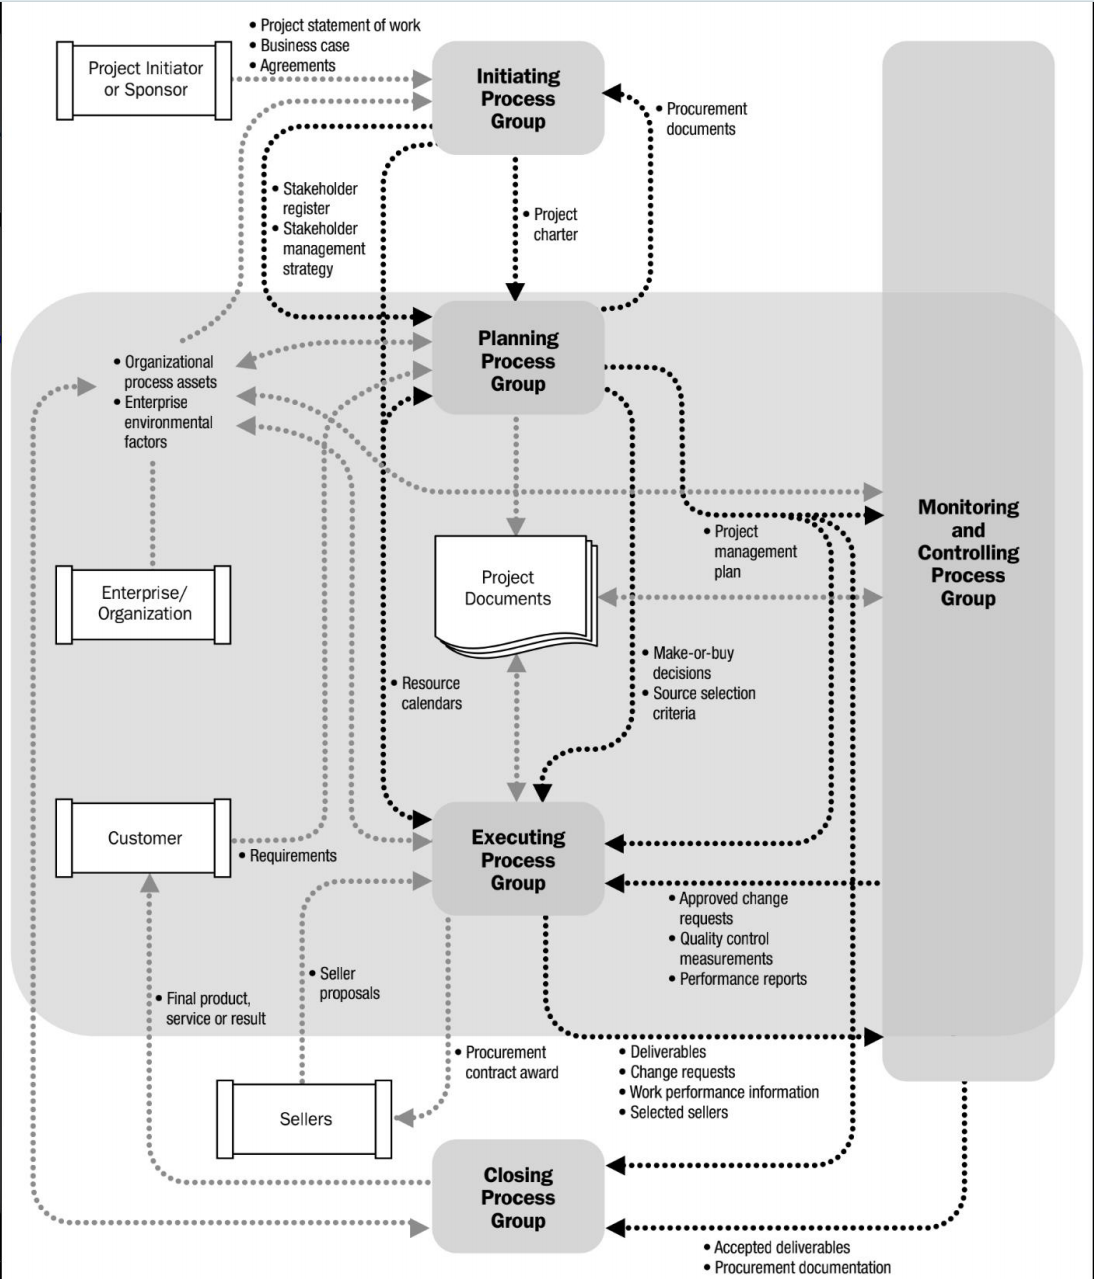 • Project statement of work
• Business case
• Agreements
Project Initiator
or Sponsor
Initiating
Process
Group
• Procurement
documents
• Stakeholder
register
• Stakeholder
management
strategy
• Project
charter
Planning
Process
Group
• Organizational
process assets
• Enterprise
environmental
factors
Monitoring
and
Controlling
Process
Group
• Project
management
plan
Project
Documents
Enterprise/
Organization
• Make-or-buy
decisions
• Source selection
criteria
• Resource
calendars
Customer
• Requirements
Executing
Process
Group
• Approved change
requests
• Quality control
measurements
• Performance reports
• Seller
proposals
• Final product,
service or result
• Procurement
contract award
• Deliverables
• Change requests
• Work performance information
• Selected sellers
Sellers
Closing
Process
Group
• Accepted deliverables
• Procurement documentation